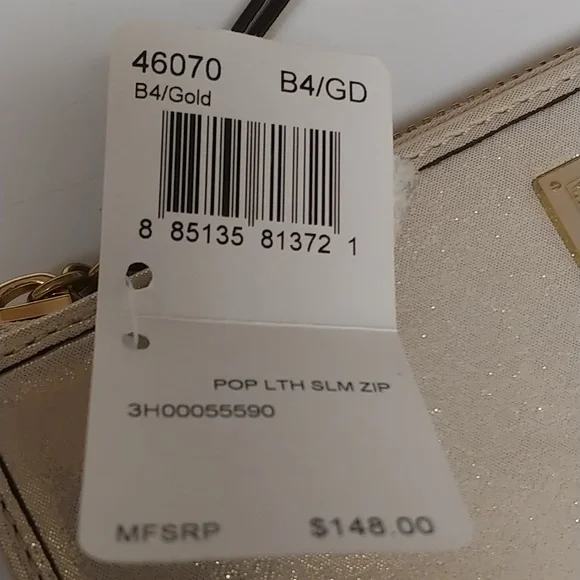 46070 B4/GD
B4/Gold
8 85135 81372 1
POP LTH SLM ZIP
3H00055590
MFSRP $148.00